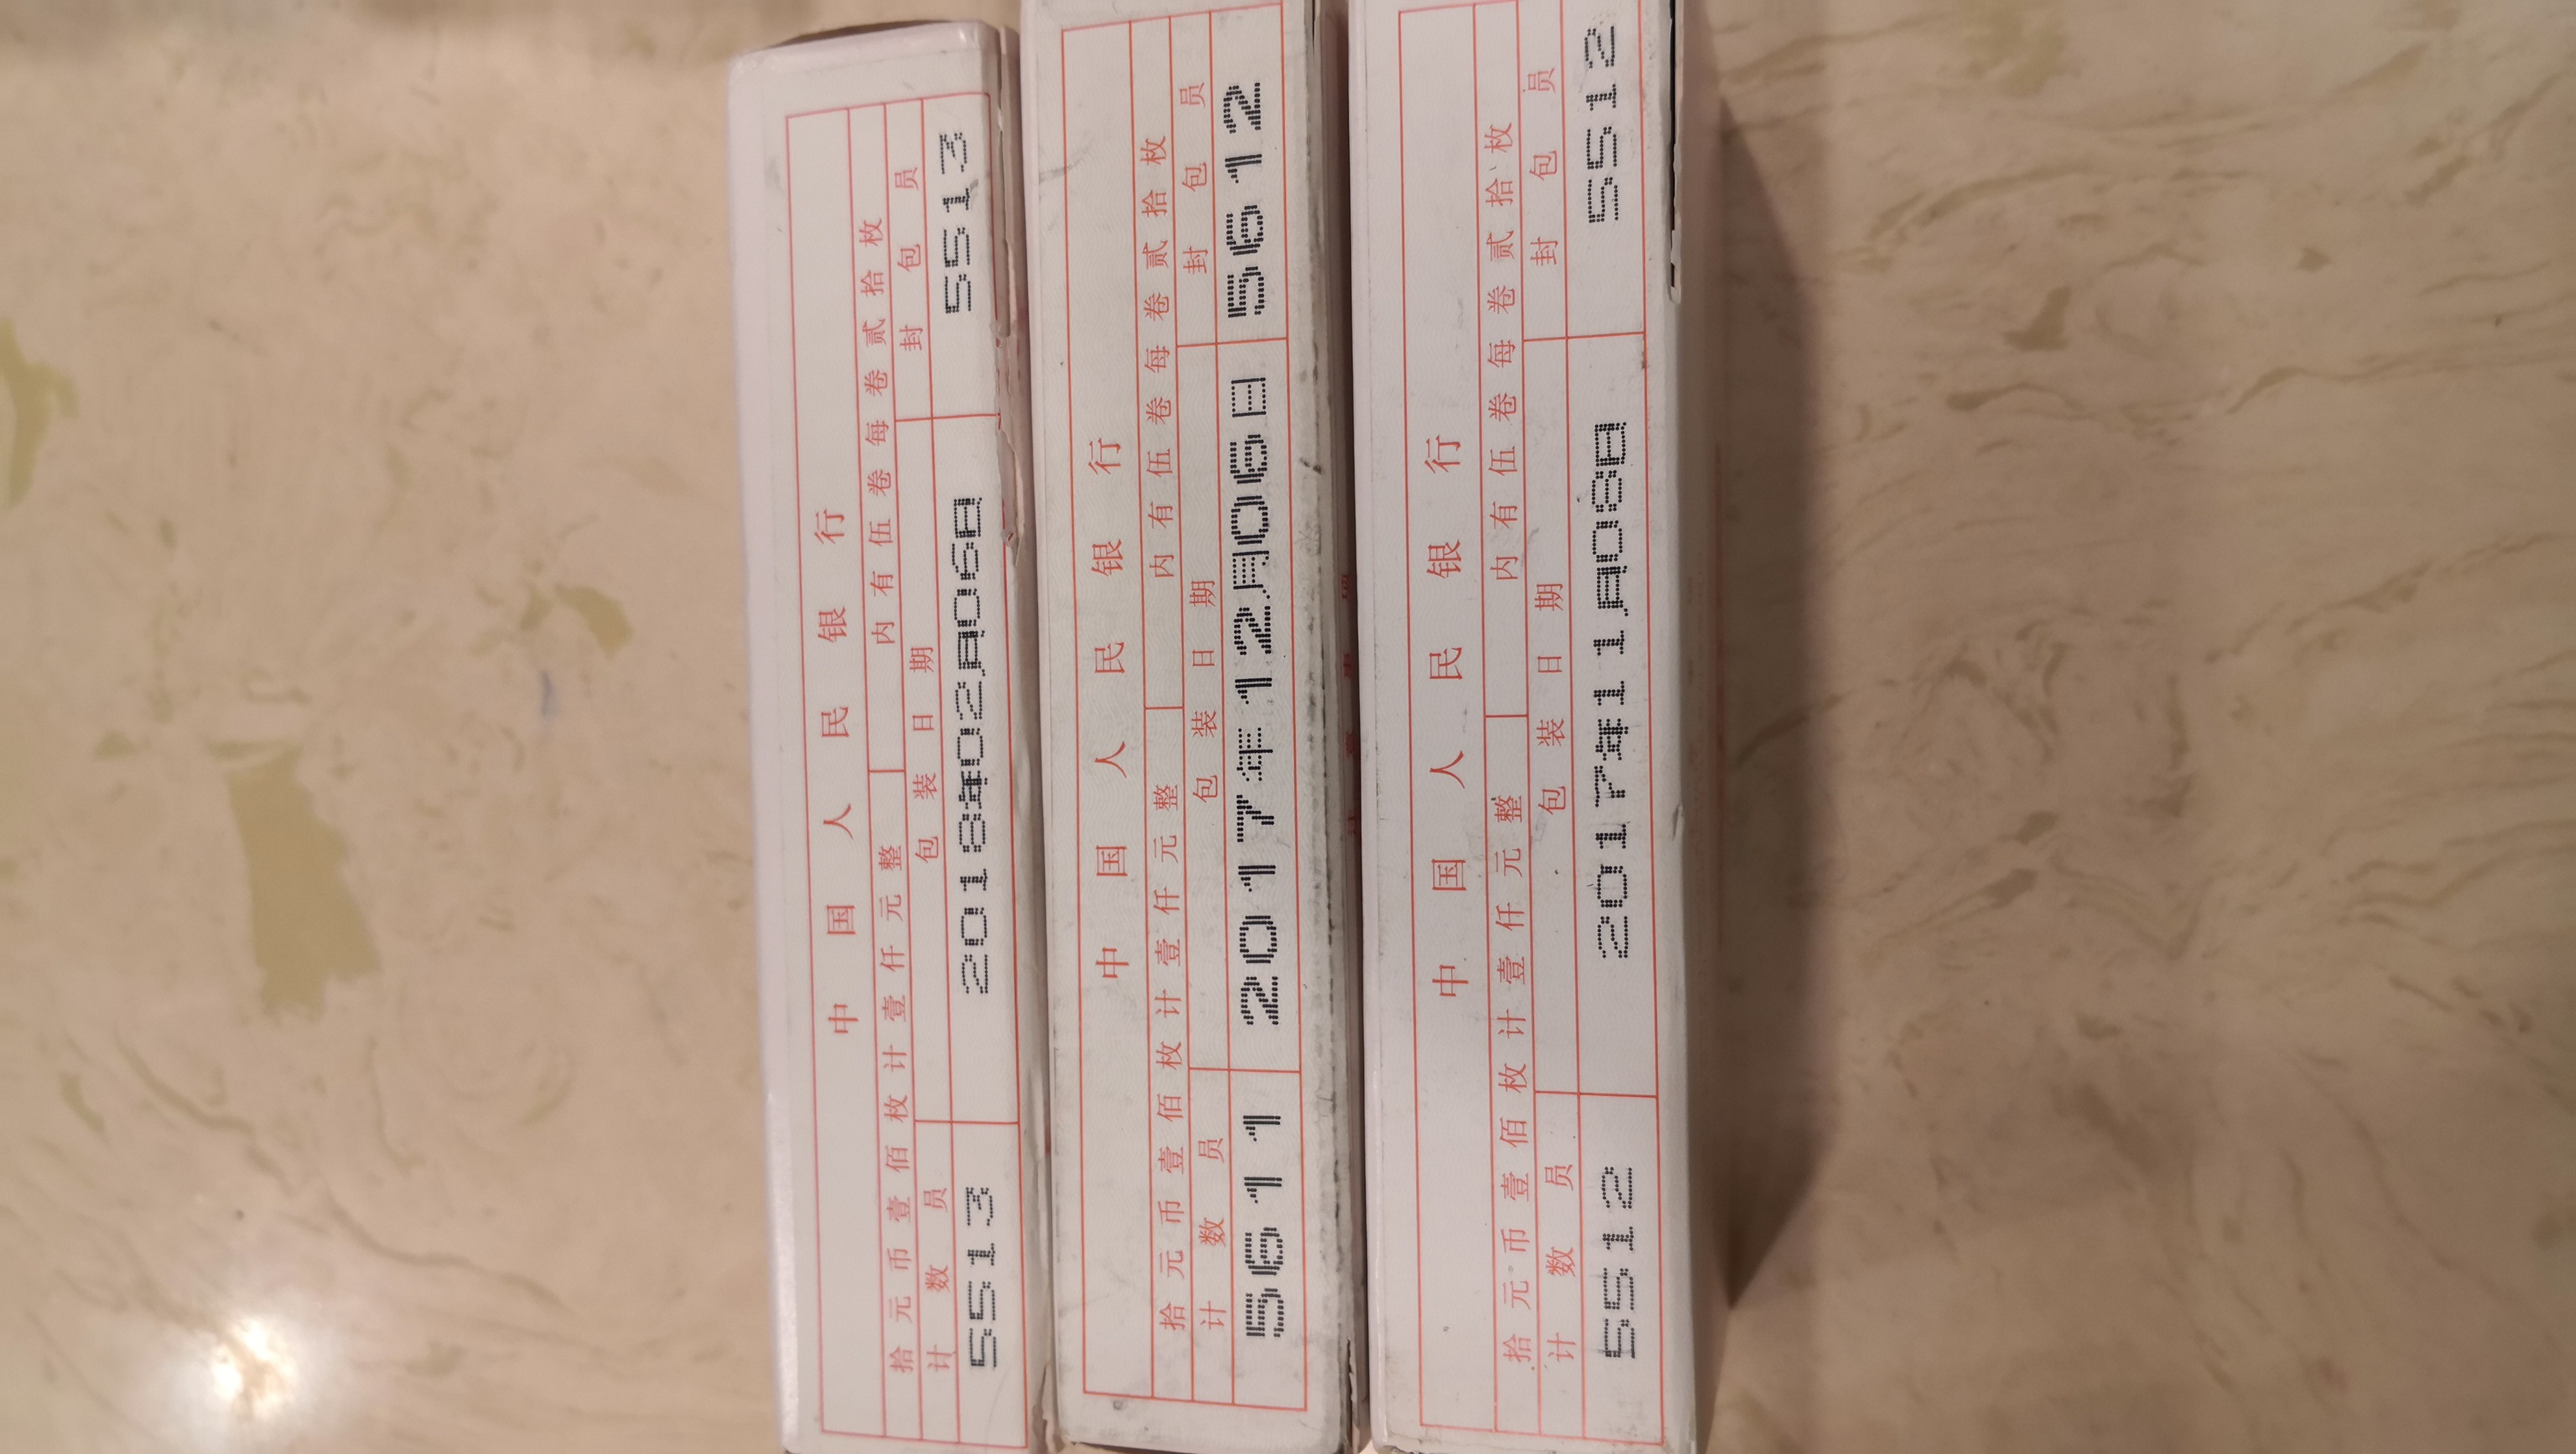 中国人民银行
拾元币壹佰枚计壹仟元整 内有伍卷每卷贰拾枚
计数员 包装日期 封包员
5513 2018年02月05日 5513
中国人民银行
拾元币壹佰枚计壹仟元整 内有伍卷每卷贰拾枚
计数员 包装日期 封包员
5611 2017年12月06日 5612
中国人民银行
拾元币壹佰枚计壹仟元整 内有伍卷每卷贰拾枚
计数员 包装日期 封包员
5512 2017年11月08日 5512